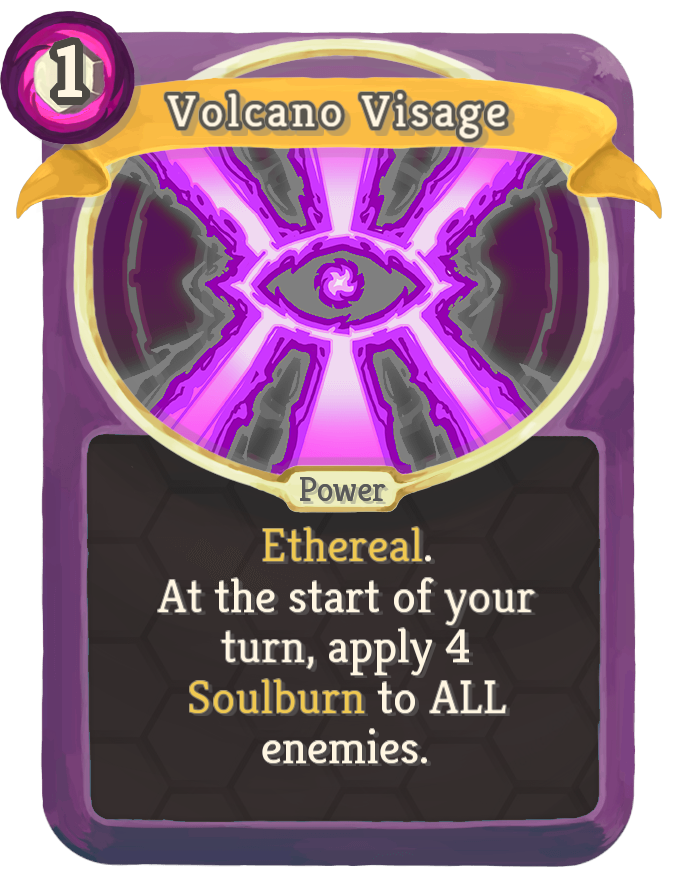 1
Volcano Visage
Power
Ethereal.
At the start of your
turn, apply 4
Soulburn to ALL
enemies.